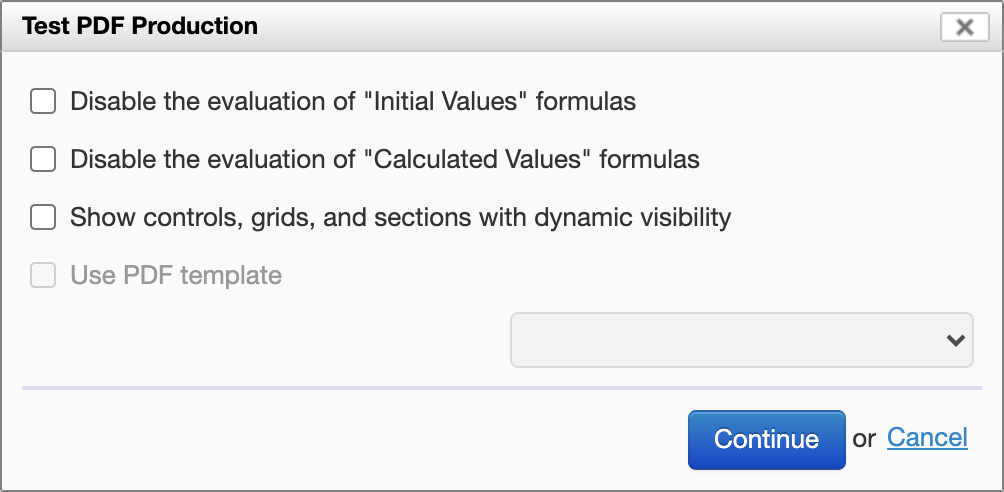 Test PDF Production
Disable the evaluation of "Initial Values" formulas
Disable the evaluation of "Calculated Values" formulas
Show controls, grids, and sections with dynamic visibility
Use PDF template
Continue or Cancel